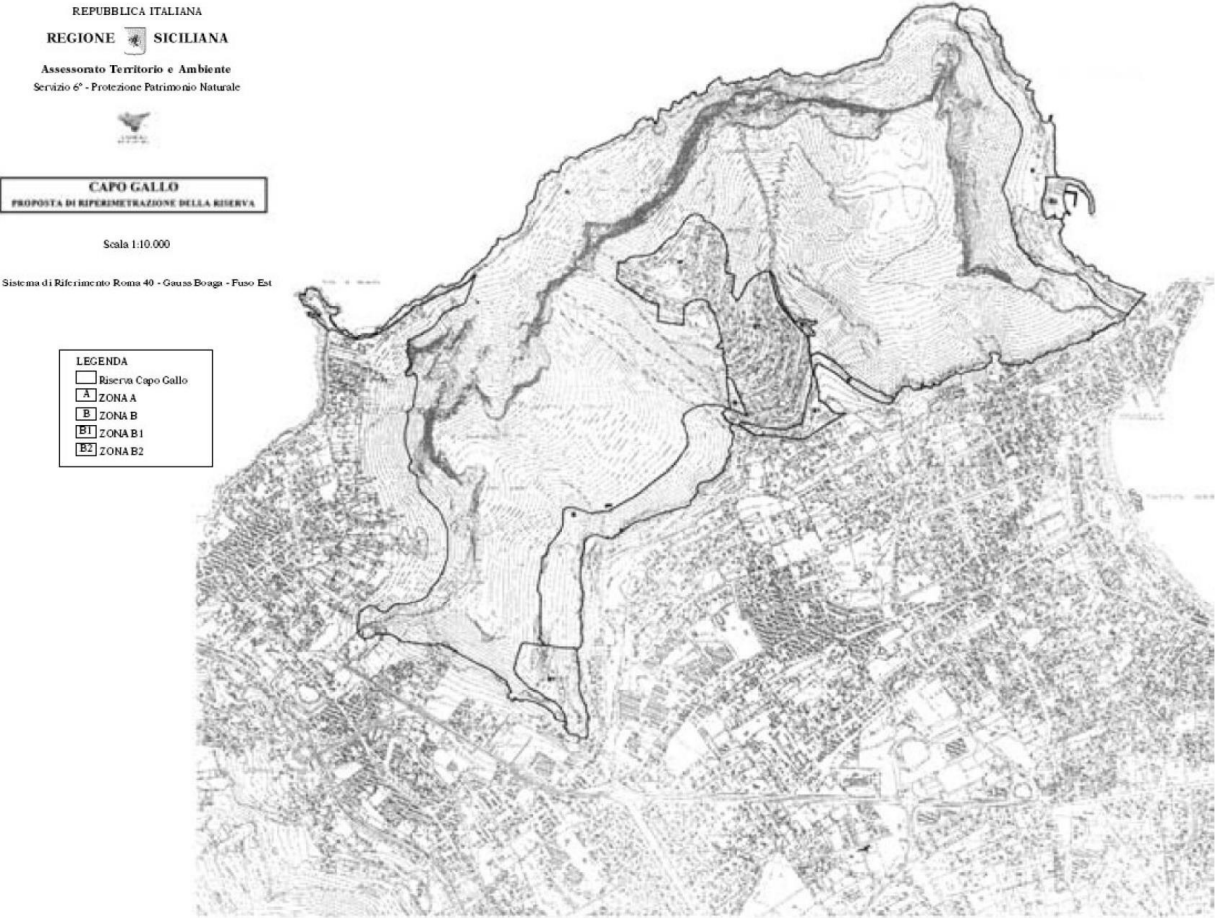 REPUBBLICA ITALIANA
REGIONE SICILIANA
Assessorato Territorio e Ambiente
Servizio 6° - Protezione Patrimonio Naturale
CAPO GALLO
PROPOSTA DI RIPERIMETRAZIONE DELLA RISERVA
Scala 1:10.000
Sistema di Riferimento Roma 40 - Gauss Boaga - Fuso Est
LEGENDA
Riserva Capo Gallo
A ZONA A
B ZONA B
B1 ZONA B1
B2 ZONA B2